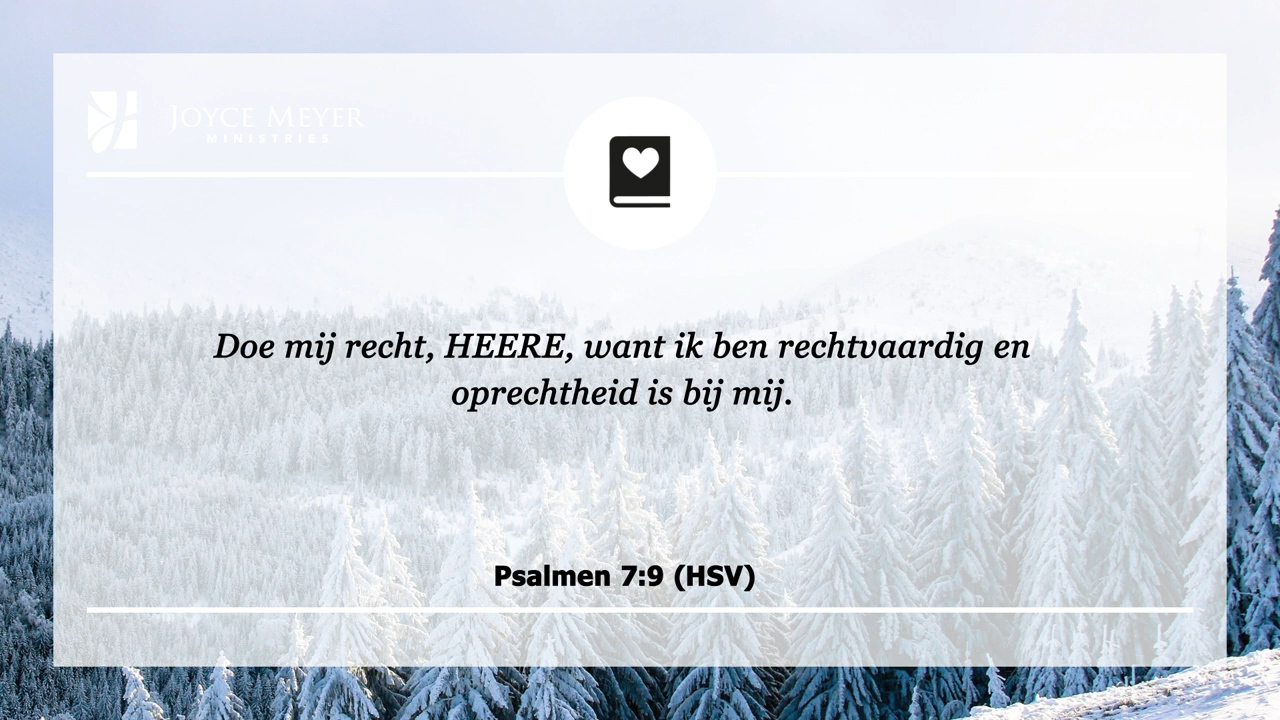 JOYCE MEYER
MINISTRIES
Doe mij recht, HEERE, want ik ben rechtvaardig en
oprechtheid is bij mij.
Psalmen 7:9 (HSV)